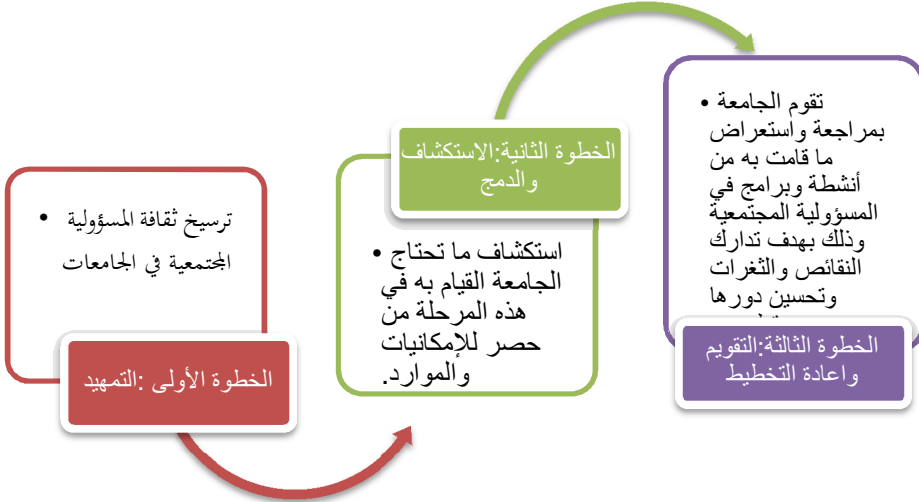 • ترسيخ ثقافة المسؤولية
المجتمعية في الجامعات
الخطوة الأولى :التمهيد
الخطوة الثانية:الاستكشاف
والدمج
• استكشاف ما تحتاج
الجامعة القيام به في
هذه المرحلة من
حصر للإمكانيات
والموارد.
• تقوم الجامعة
بمراجعة واستعراض
ما قامت به من
أنشطة وبرامج في
المسؤولية المجتمعية
وذلك بهدف تدارك
النقائص والثغرات
وتحسين دورها
الخطوة الثالثة:التقويم
واعادة التخطيط